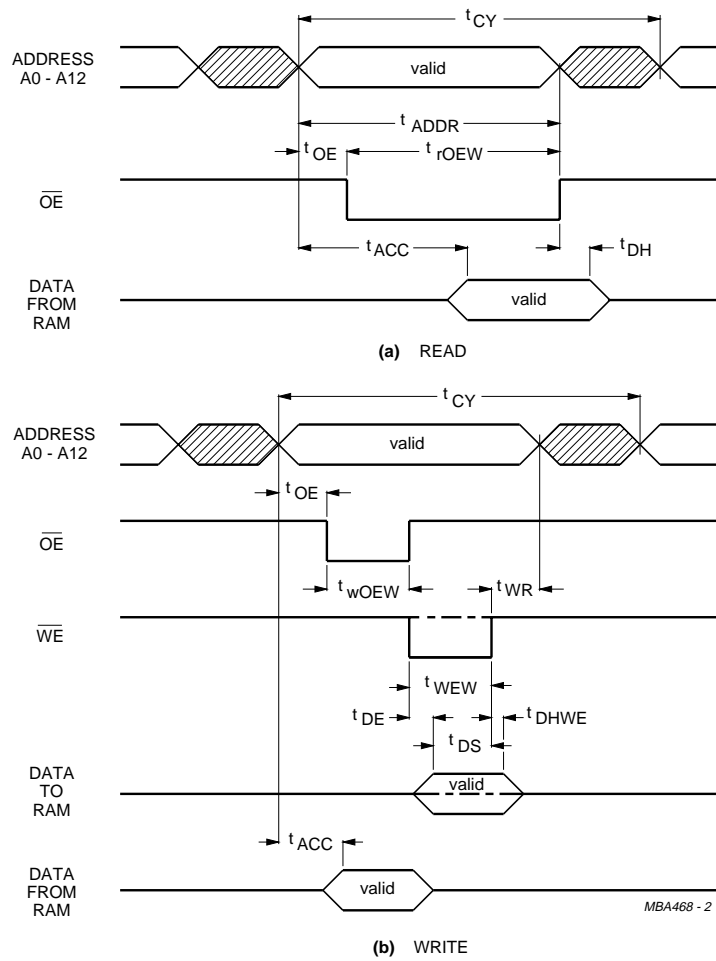 t CY
ADDRESS
A0 - A12
valid
t ADDR
t OE
t rOEW
OE
t ACC
t DH
DATA
FROM
RAM
valid
(a) READ
t CY
ADDRESS
A0 - A12
valid
t OE
OE
t wOEW
t WR
WE
t WEW
t DE
t DHWE
t DS
DATA
TO
RAM
valid
t ACC
DATA
FROM
RAM
valid
MBA468 - 2
(b) WRITE